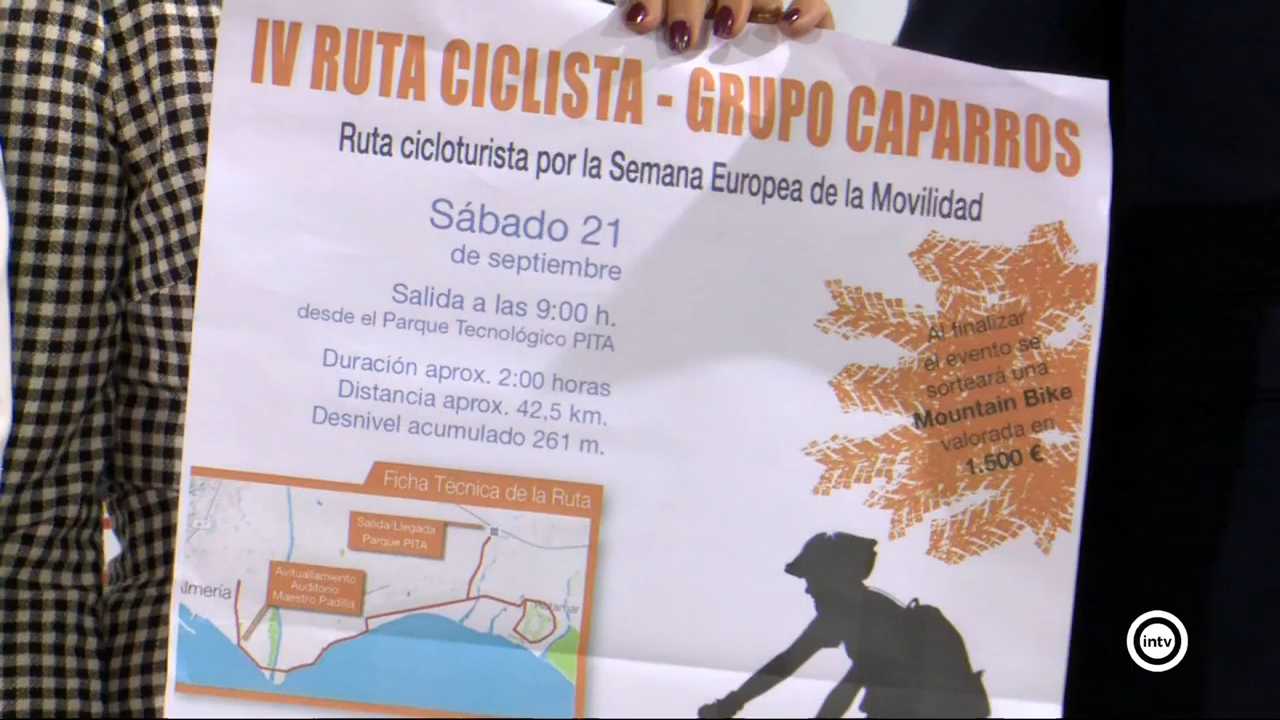 IV RUTA CICLISTA - GRUPO CAPARROS
Ruta cicloturista por la Semana Europea de la Movilidad
Sábado 21
de septiembre
Salida a las 9:00 h.
desde el Parque Tecnológico PITA
Duración aprox. 2:00 horas
Distancia aprox. 42,5 km.
Desnivel acumulado 261 m.
Al finalizar
el evento se
sorteará una
Mountain Bike
valorada en
1.500 €
Ficha Técnica de la Ruta
Salida/Llegada
Parque PITA
Avituallamiento
Auditorio
Maestro Padilla
lmería
intv